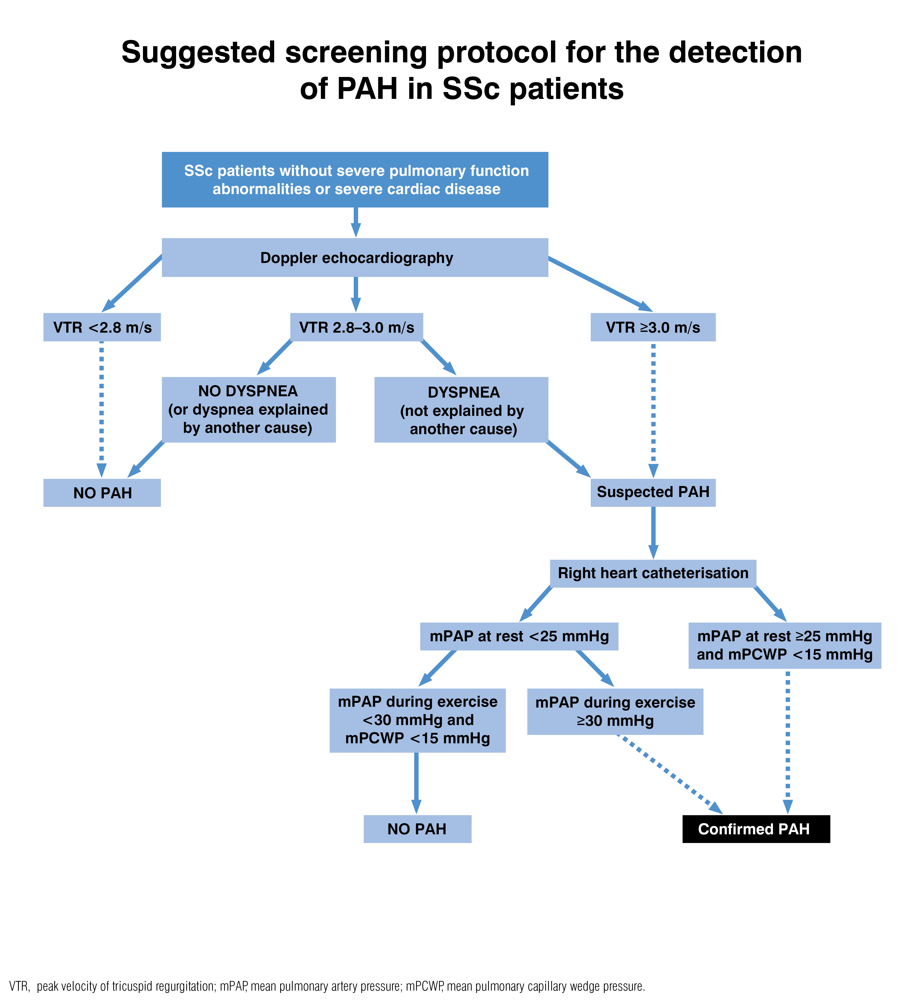 Suggested screening protocol for the detection
of PAH in SSc patients
SSc patients without severe pulmonary function
abnormalities or severe cardiac disease
Doppler echocardiography
VTR <2.8 m/s
VTR 2.8–3.0 m/s
VTR ≥3.0 m/s
NO DYSPNEA
(or dyspnea explained
by another cause)
DYSPNEA
(not explained by
another cause)
NO PAH
Suspected PAH
Right heart catheterisation
mPAP at rest <25 mmHg
mPAP at rest ≥25 mmHg
and mPCWP <15 mmHg
mPAP during exercise
<30 mmHg and
mPCWP <15 mmHg
mPAP during exercise
≥30 mmHg
NO PAH
Confirmed PAH
VTR, peak velocity of tricuspid regurgitation; mPAP, mean pulmonary artery pressure; mPCWP, mean pulmonary capillary wedge pressure.